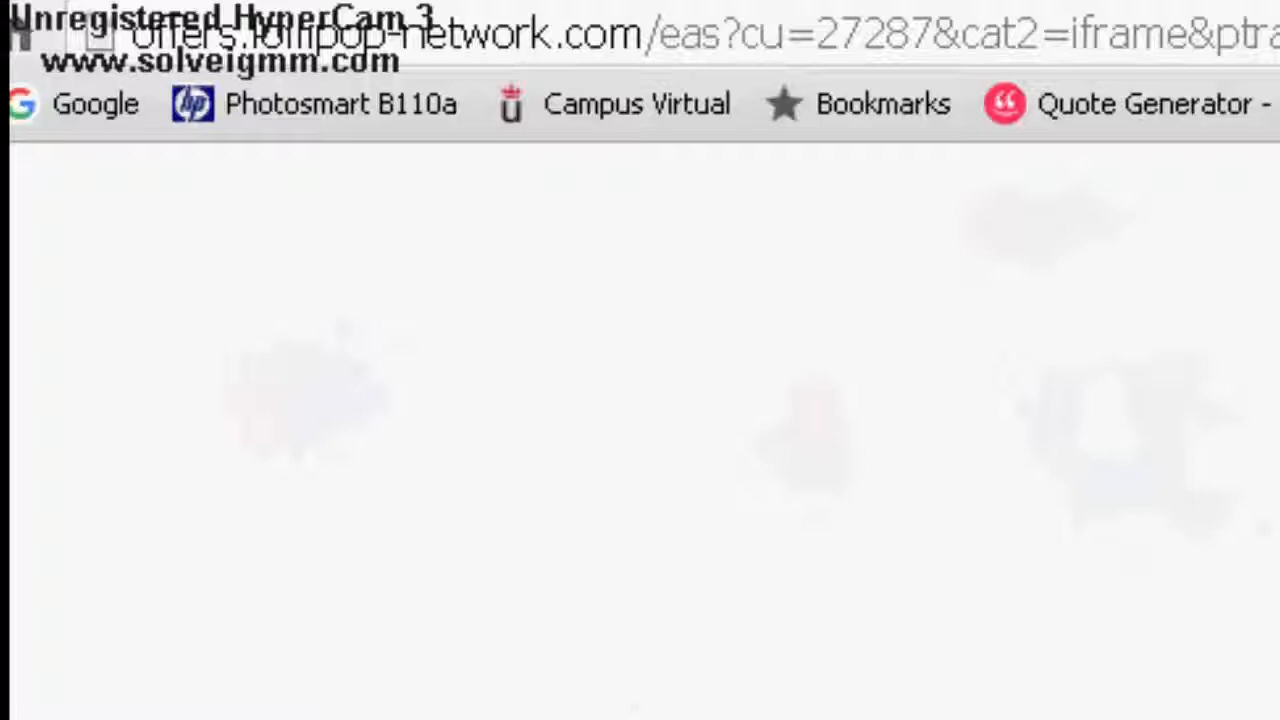 Unregistered HyperCam 3
offers.lollipop-network.com/eas?cu=27287&cat2=iframe&ptra
www.solveigmm.com
Google Photosmart B110a Campus Virtual Bookmarks Quote Generator -